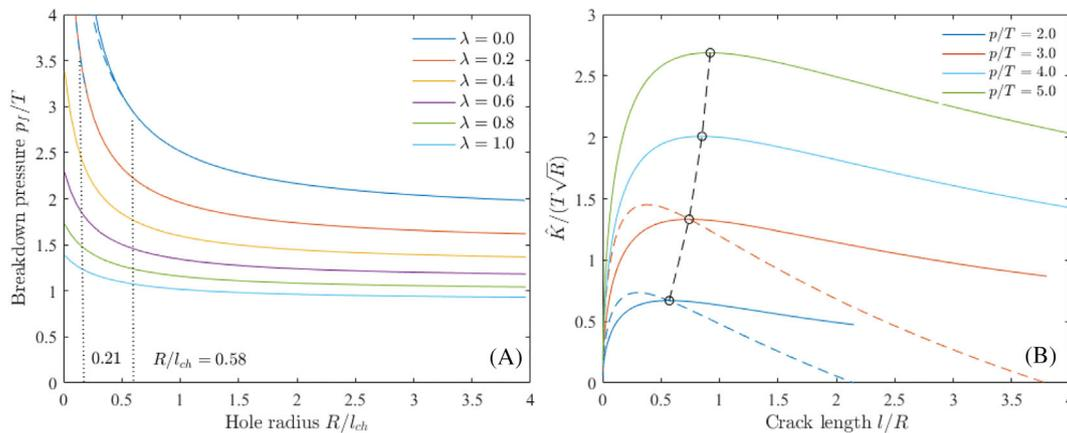 4
3.5
3
2.5
2
1.5
1
0.5
0
Breakdown pressure p_f/T
λ = 0.0
λ = 0.2
λ = 0.4
λ = 0.6
λ = 0.8
λ = 1.0
0.21
R/l_ch = 0.58
(A)
0 0.5 1 1.5 2 2.5 3 3.5 4
Hole radius R/l_ch
3
2.5
2
1.5
1
0.5
0
K̂/(T√R)
p/T = 2.0
p/T = 3.0
p/T = 4.0
p/T = 5.0
(B)
0 0.5 1 1.5 2 2.5 3 3.5 4
Crack length l/R